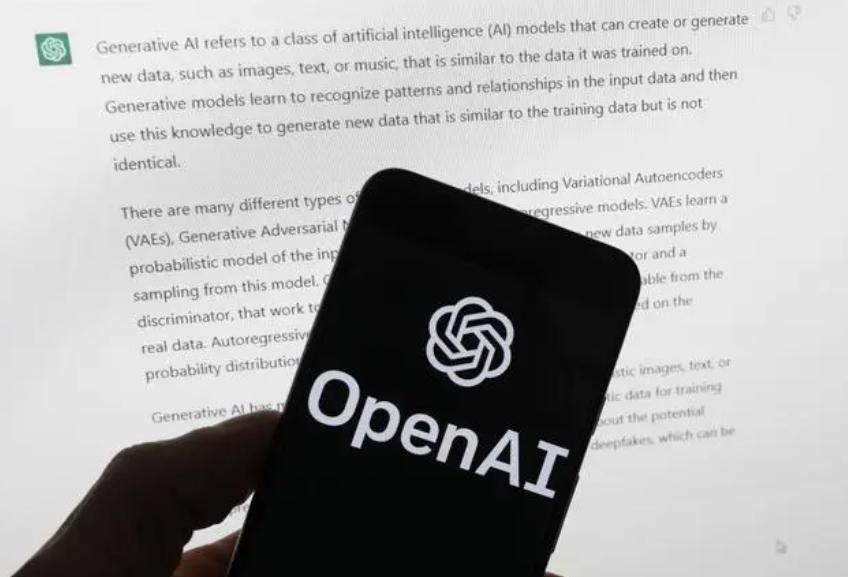 Generative AI refers to a class of artificial intelligence (AI) models that can create or generate
new data, such as images, text, or music, that is similar to the data it was trained on.
Generative models learn to recognize patterns and relationships in the input data and then
use this knowledge to generate new data that is similar to the training data but is not
identical.
There are many different types of dels, including Variational Autoencoders
(VAEs), Generative Adversarial regressive models. VAEs learn a
probabilistic model of the inp new data samples by
sampling from this model. tor and a
discriminator, that work to able from the
real data. Autoregressiv ed on the
probability distribution
stic images, text, or
Generative AI has tic data for training
bout the potential
deepfakes, which can be
OpenAI